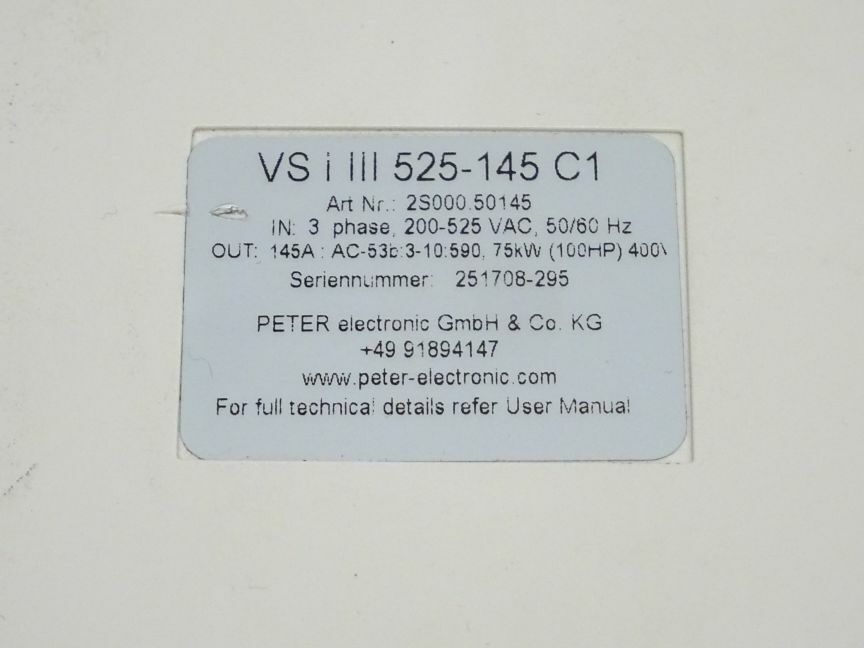 VS i III 525-145 C1
Art Nr.: 2S000.50145
IN: 3 phase, 200-525 VAC, 50/60 Hz
OUT: 145A : AC-53b:3-10:590, 75kW (100HP) 400V
Seriennummer: 251708-295
PETER electronic GmbH & Co. KG
+49 91894147
www.peter-electronic.com
For full technical details refer User Manual